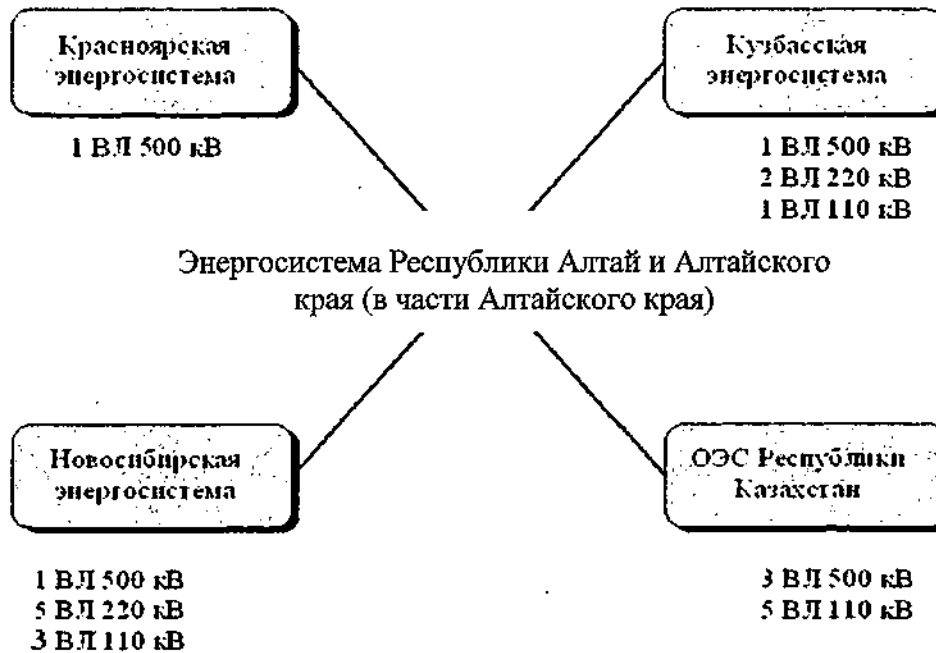 Красноярская
энергосистема
1 ВЛ 500 кВ
Кузбасская
энергосистема
1 ВЛ 500 кВ
2 ВЛ 220 кВ
1 ВЛ 110 кВ
Энергосистема Республики Алтай и Алтайского
края (в части Алтайского края)
Новосибирская
энергосистема
1 ВЛ 500 кВ
5 ВЛ 220 кВ
3 ВЛ 110 кВ
ОЭС Республики
Казахстан
3 ВЛ 500 кВ
5 ВЛ 110 кВ